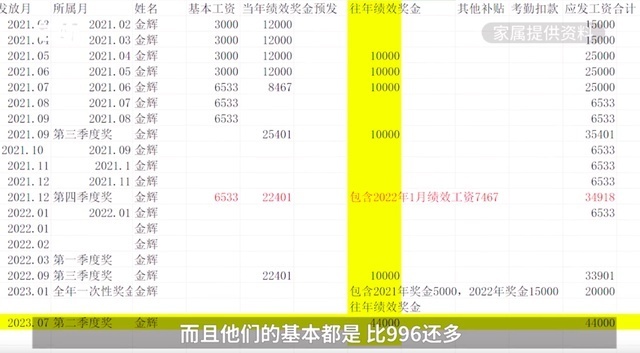 发放月 所属月 姓名 基本工资 当年绩效奖金预发 往年绩效奖金 其他补贴 考勤扣款 应发工资合计
2021.03 2021.02 金辉 3000 12000 15000
2021.03 金辉 3000 12000 15000
2021.05 2021.04 金辉 3000 12000 10000 25000
2021.06 2021.05 金辉 3000 12000 10000 25000
2021.07 2021.06 金辉 6533 8467 10000 25000
2021.08 2021.07 金辉 6533 6533
2021.09 2021.08 金辉 6533 6533
2021.09 第三季度奖 金辉 25401 10000 35401
2021.10 2021.09 金辉 6533
2021.11 2021.1 金辉 6533
2021.12 2021.11 金辉 6533
2021.12 第四季度奖 金辉 6533 22401 包含2022年1月绩效工资7467 34918
2022.01 2022.01 金辉 6533
2022.01 金辉
2022.02 金辉
2022.03 第一季度奖 金辉
2022.09 第三季度奖 金辉 22401 10000 33901
2023.01 全年一次性奖金 金辉 包含2021年奖金5000，2022年奖金15000 20000
往年绩效奖金
2023.07 第二季度奖 金辉 44000 44000
家属提供资料
而且他们的基本都是 比996还多